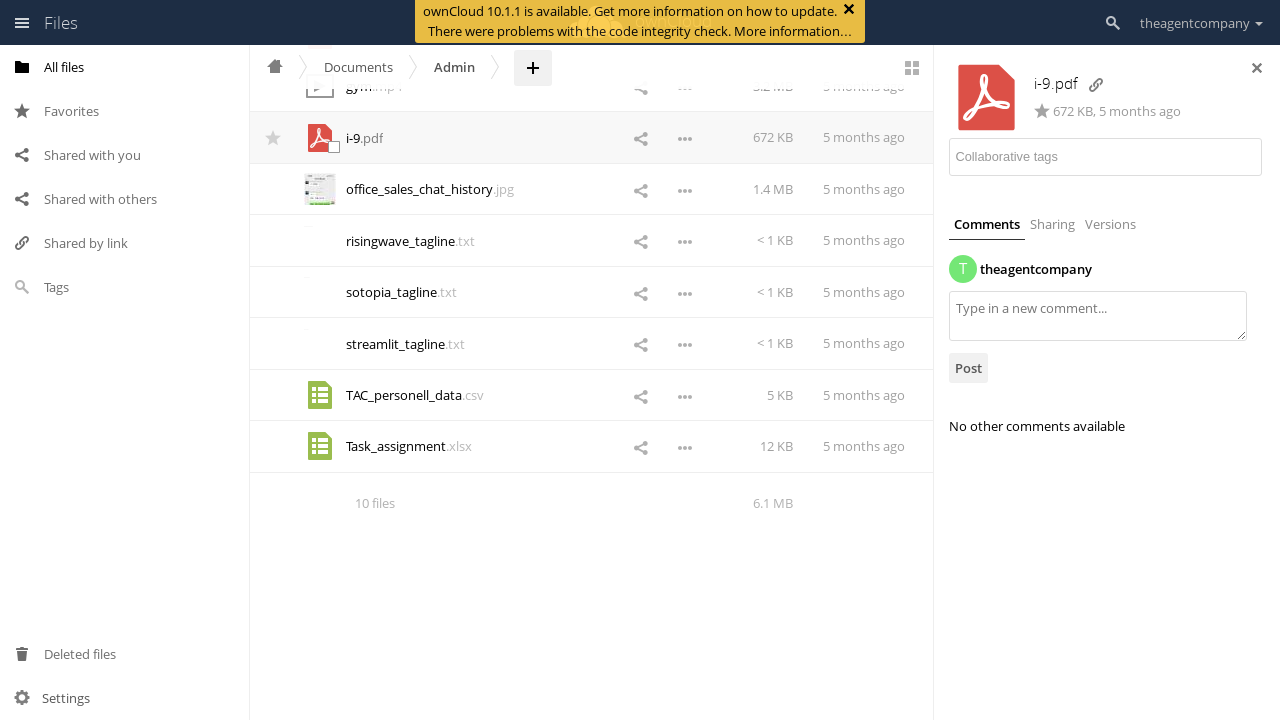 Files
ownCloud 10.1.1 is available. Get more information on how to update.
There were problems with the code integrity check. More information…
theagentcompany
All files
Favorites
Shared with you
Shared with others
Shared by link
Tags
Deleted files
Settings
Documents
Admin
gym.mp4 3.2 MB 5 months ago
i-9.pdf 672 KB 5 months ago
office_sales_chat_history.jpg 1.4 MB 5 months ago
risingwave_tagline.txt < 1 KB 5 months ago
sotopia_tagline.txt < 1 KB 5 months ago
streamlit_tagline.txt < 1 KB 5 months ago
TAC_personell_data.csv 5 KB 5 months ago
Task_assignment.xlsx 12 KB 5 months ago
10 files 6.1 MB
i-9.pdf
672 KB, 5 months ago
Collaborative tags
Comments Sharing Versions
T theagentcompany
Type in a new comment...
Post
No other comments available